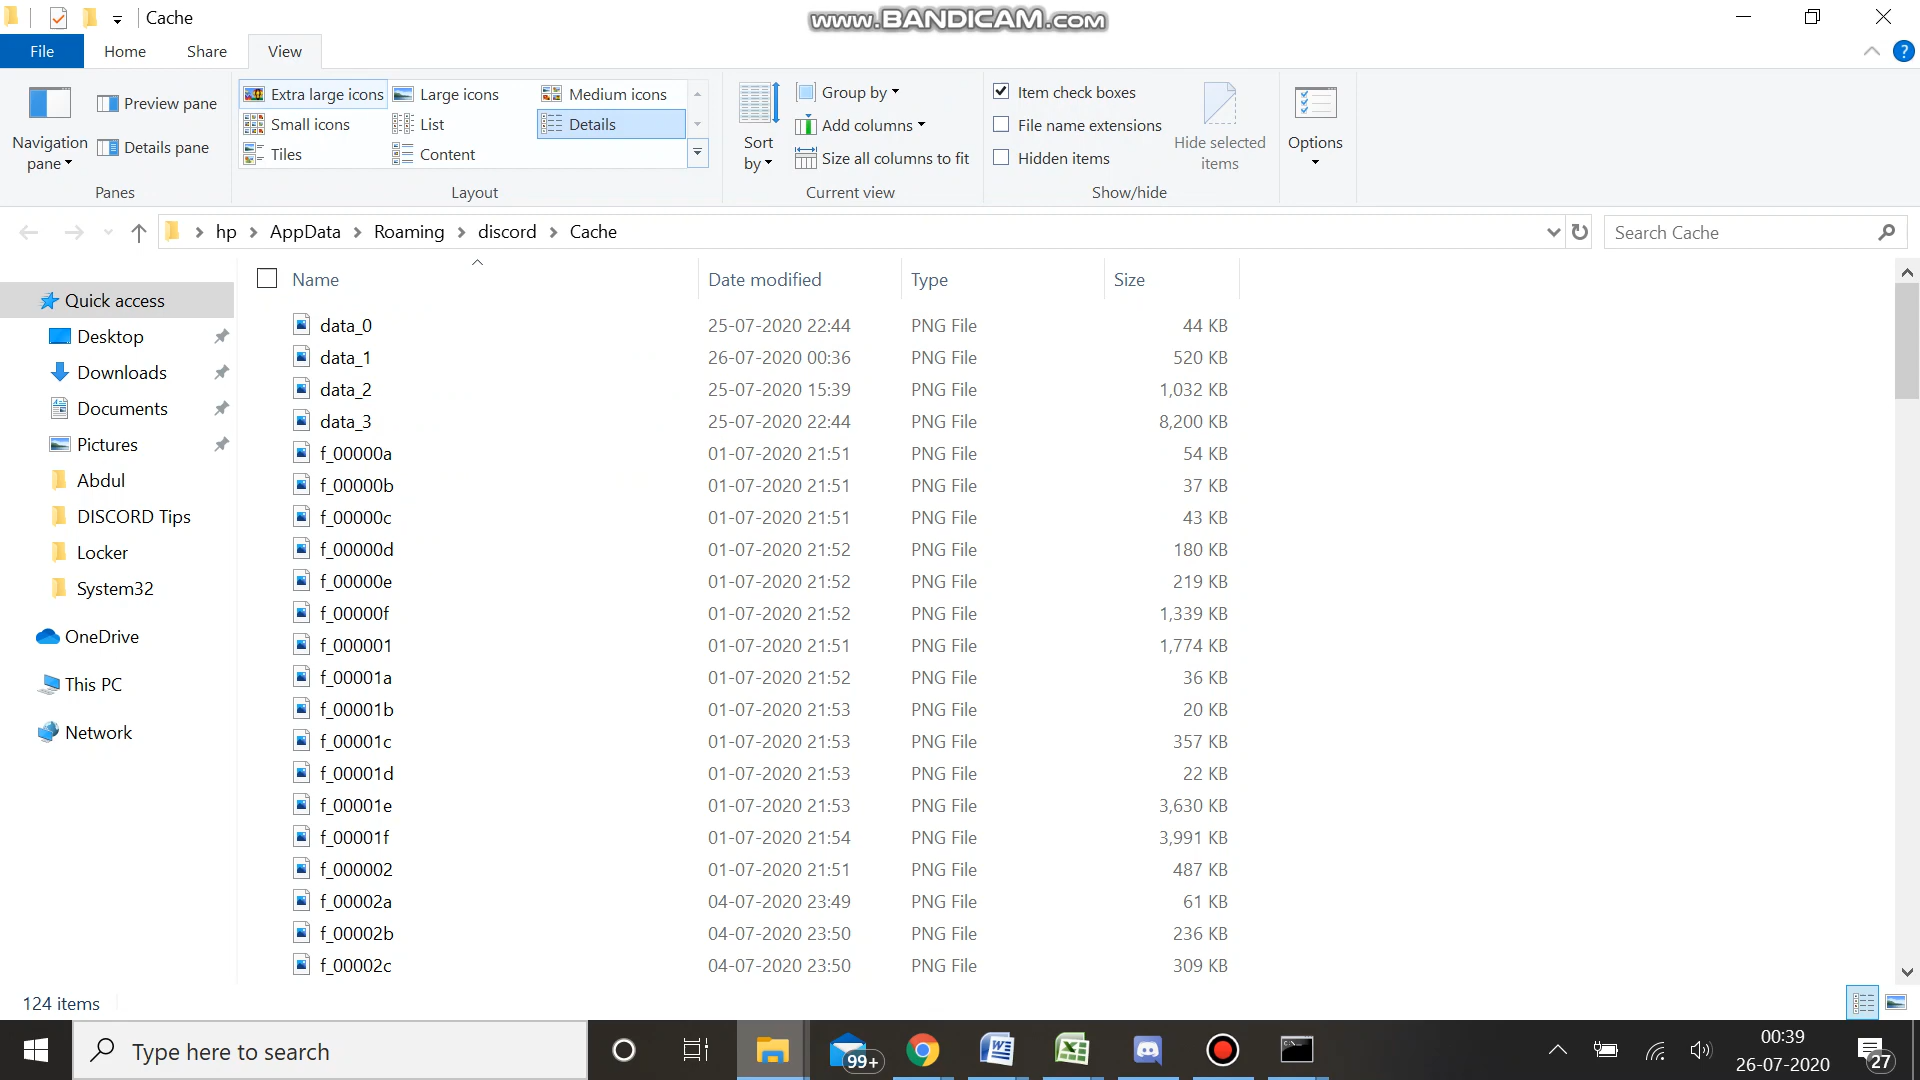 Cache
www.BANDICAM.com
File
Home
Share
View
?
Navigation
pane
Preview pane
Details pane
Panes
Extra large icons
Large icons
Medium icons
Small icons
List
Details
Tiles
Content
Layout
Sort
by
Group by
Add columns
Size all columns to fit
Current view
Item check boxes
File name extensions
Hidden items
Hide selected
items
Show/hide
Options
hp > AppData > Roaming > discord > Cache
Search Cache
Quick access
Desktop
Downloads
Documents
Pictures
Abdul
DISCORD Tips
Locker
System32
OneDrive
This PC
Network
Name Date modified Type Size
data_0 25-07-2020 22:44 PNG File 44 KB
data_1 26-07-2020 00:36 PNG File 520 KB
data_2 25-07-2020 15:39 PNG File 1,032 KB
data_3 25-07-2020 22:44 PNG File 8,200 KB
f_00000a 01-07-2020 21:51 PNG File 54 KB
f_00000b 01-07-2020 21:51 PNG File 37 KB
f_00000c 01-07-2020 21:51 PNG File 43 KB
f_00000d 01-07-2020 21:52 PNG File 180 KB
f_00000e 01-07-2020 21:52 PNG File 219 KB
f_00000f 01-07-2020 21:52 PNG File 1,339 KB
f_000001 01-07-2020 21:51 PNG File 1,774 KB
f_00001a 01-07-2020 21:52 PNG File 36 KB
f_00001b 01-07-2020 21:53 PNG File 20 KB
f_00001c 01-07-2020 21:53 PNG File 357 KB
f_00001d 01-07-2020 21:53 PNG File 22 KB
f_00001e 01-07-2020 21:53 PNG File 3,630 KB
f_00001f 01-07-2020 21:54 PNG File 3,991 KB
f_000002 01-07-2020 21:51 PNG File 487 KB
f_00002a 04-07-2020 23:49 PNG File 61 KB
f_00002b 04-07-2020 23:50 PNG File 236 KB
f_00002c 04-07-2020 23:50 PNG File 309 KB
124 items
Type here to search
99+
00:39
26-07-2020
27